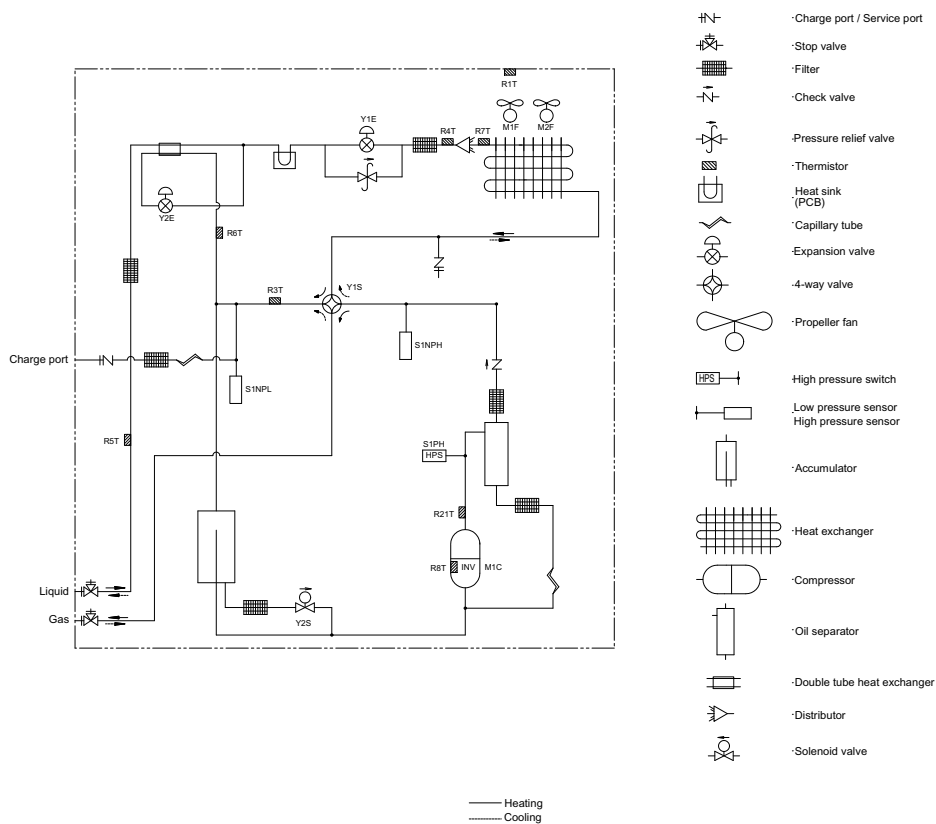 R1T
M1F
M2F
Y1E
R4T
R7T
Y2E
R6T
R3T
Y1S
S1NPH
Charge port
S1NPL
R5T
S1PH
HPS
R21T
R8T
INV
M1C
Liquid
Gas
Y2S
·Charge port / Service port
·Stop valve
·Filter
·Check valve
·Pressure relief valve
·Thermistor
·Heat sink
(PCB)
·Capillary tube
·Expansion valve
·4-way valve
·Propeller fan
HPS ·High pressure switch
·Low pressure sensor
High pressure sensor
·Accumulator
·Heat exchanger
·Compressor
·Oil separator
·Double tube heat exchanger
·Distributor
·Solenoid valve
Heating
Cooling